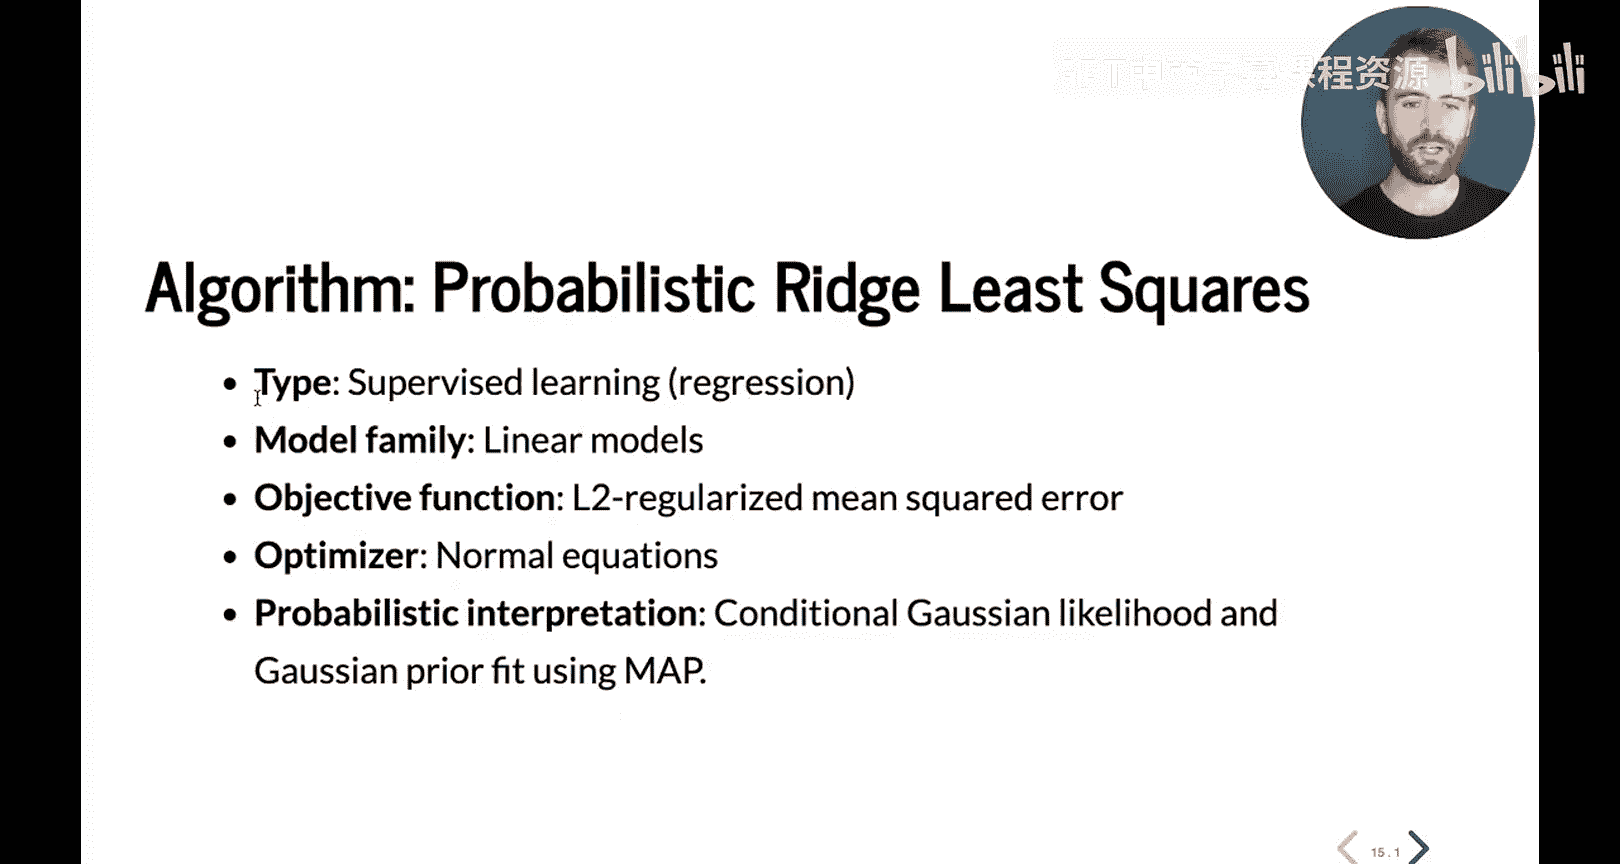 程资源 bilibili
Algorithm: Probabilistic Ridge Least Squares
Type: Supervised learning (regression)
Model family: Linear models
Objective function: L2-regularized mean squared error
Optimizer: Normal equations
Probabilistic interpretation: Conditional Gaussian likelihood and
Gaussian prior fit using MAP.
15.1